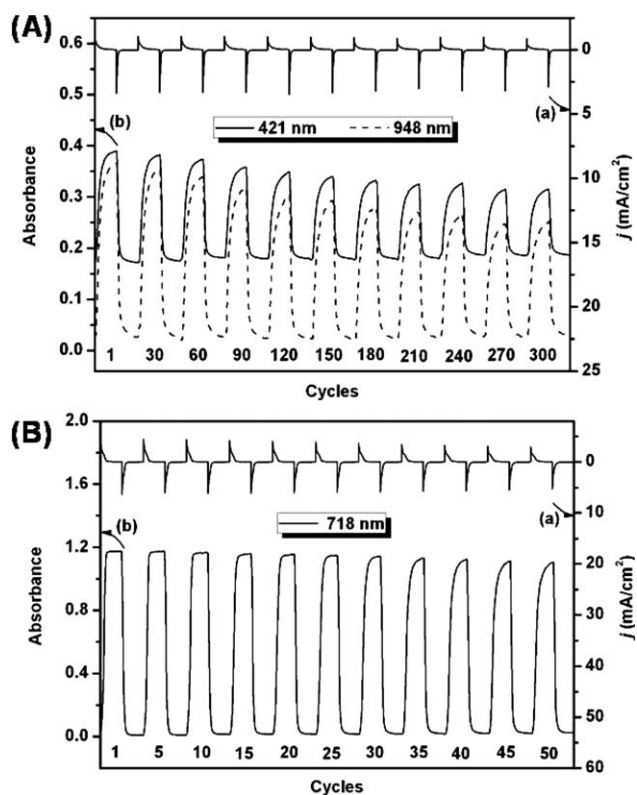 (A)
0.6
0.5
0.4
0.3
0.2
0.1
0.0
Absorbance
(b)
421 nm 948 nm
(a)
0
5
10
15
20
25
j (mA/cm²)
1 30 60 90 120 150 180 210 240 270 300
Cycles
(B)
2.0
1.6
1.2
0.8
0.4
0.0
Absorbance
(b)
718 nm
(a)
0
10
20
30
40
50
60
j (mA/cm²)
1 5 10 15 20 25 30 35 40 45 50
Cycles